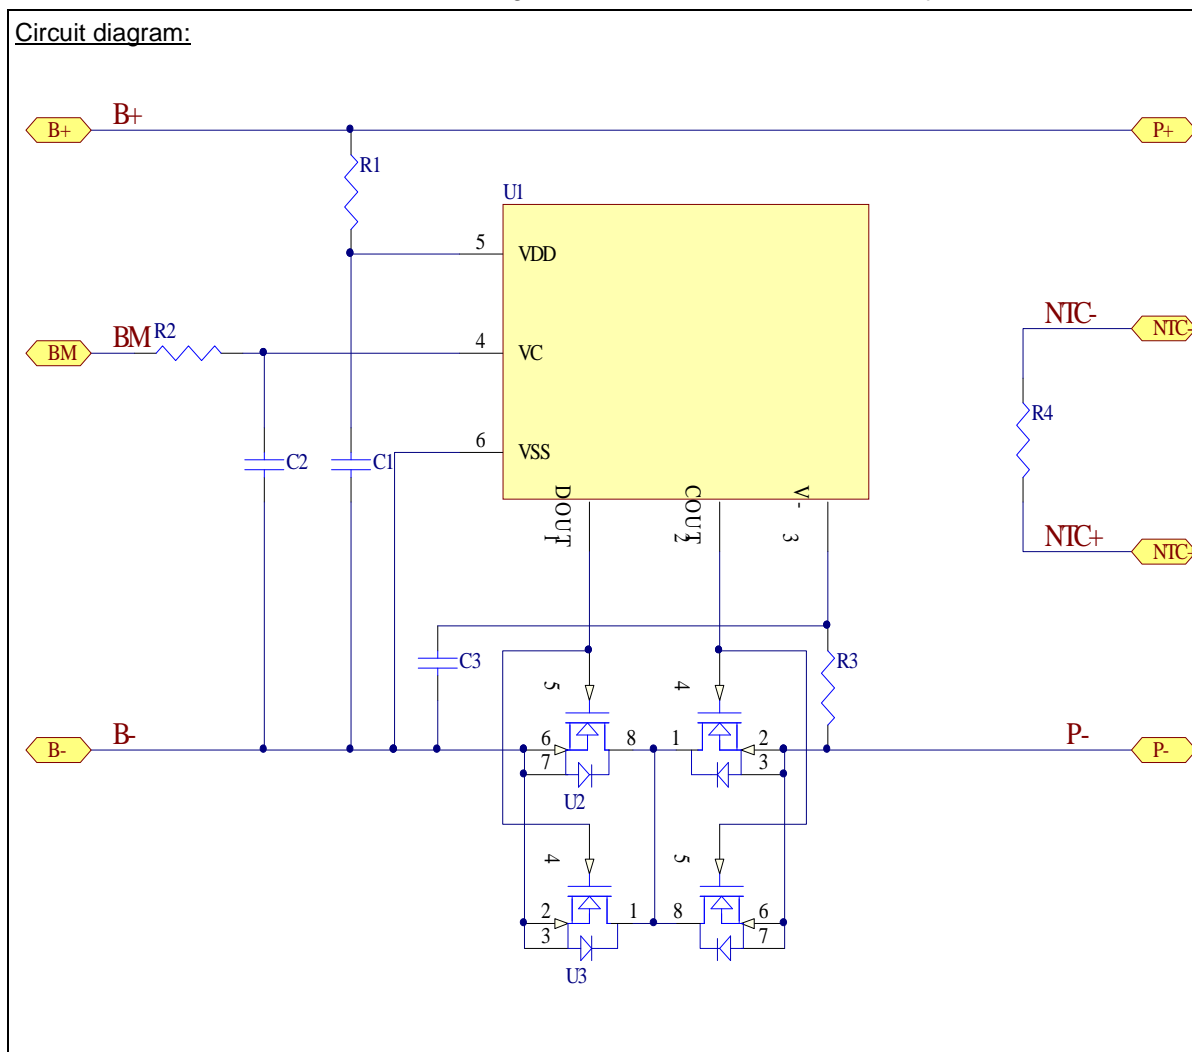 Circuit diagram:
B+
B+
P+
R1
U1
5
VDD
NTC-
BM
BM
R2
4
VC
R4
6
VSS
C2
C1
DOUT
1
COUT
2
V-
3
NTC+
C3
R3
5
4
B-
B-
6
7
8
1
2
3
P-
P-
U2
4
5
2
3
1
8
6
7
U3